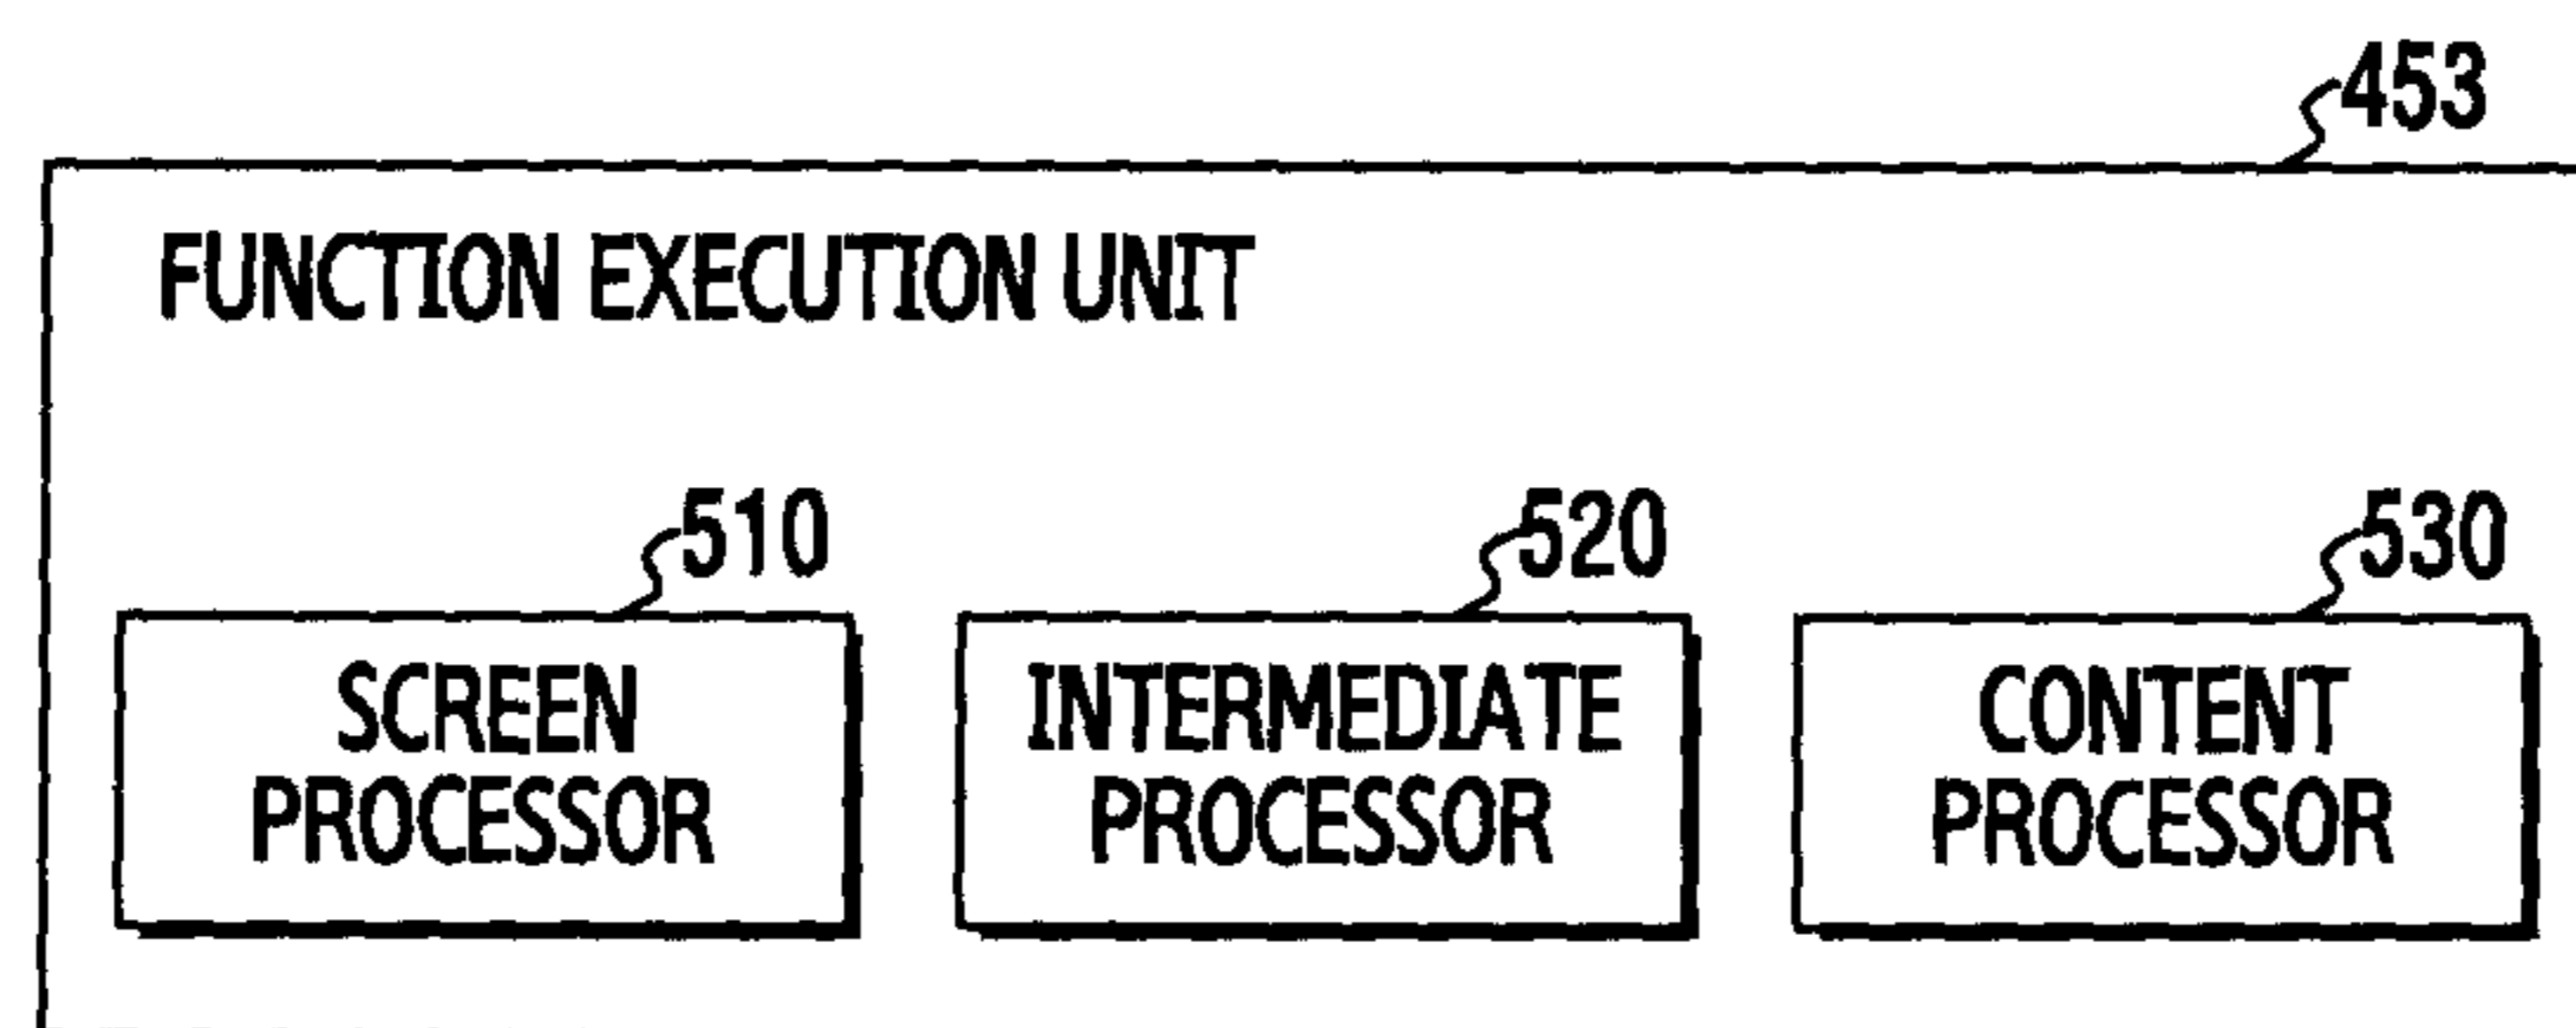 453
FUNCTION EXECUTION UNIT
510
520
530
SCREEN
PROCESSOR
INTERMEDIATE
PROCESSOR
CONTENT
PROCESSOR